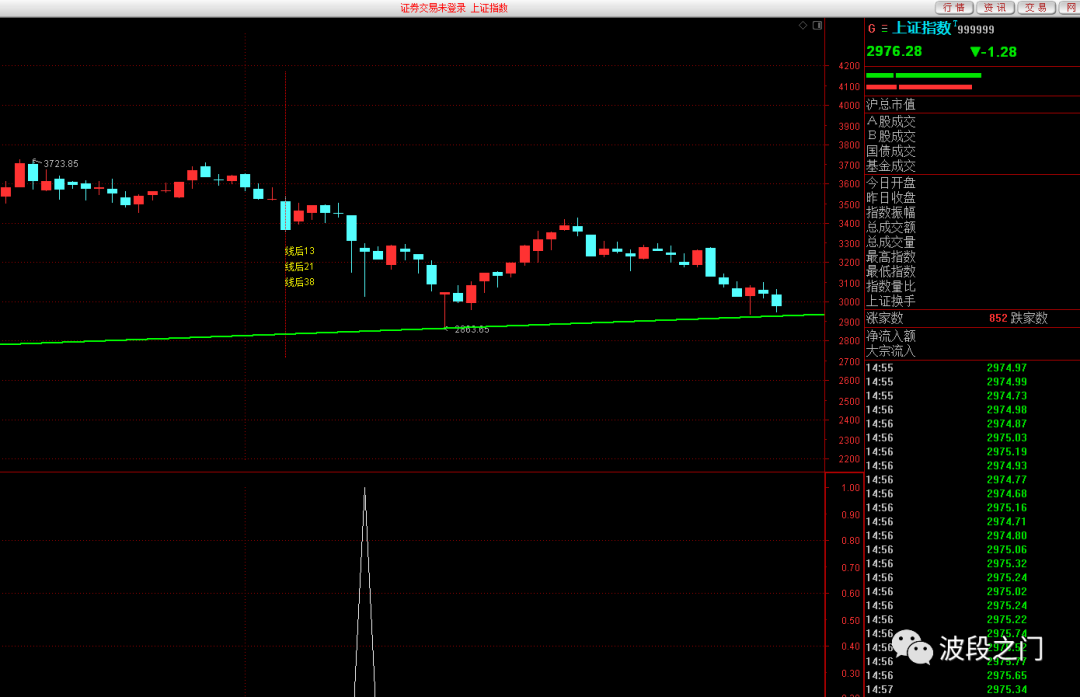 证券交易未登录 上证指数
行情 资讯 交易 网
G 上证指数 7 999999
2976.28 ▼-1.28
沪总市值
A股成交
B股成交
国债成交
基金成交
今日开盘
昨日收盘
指数振幅
总成交额
总成交量
最高指数
最低指数
指数量比
上证换手
涨家数 852 跌家数
净流入额
大宗流入
14:55 2974.97
14:55 2974.99
14:55 2974.73
14:56 2974.98
14:56 2974.87
14:56 2975.03
14:56 2975.19
14:56 2974.93
14:56 2974.77
14:56 2974.68
14:56 2975.16
14:56 2974.71
14:56 2974.80
14:56 2975.06
14:56 2975.32
14:56 2975.24
14:56 2975.02
14:56 2975.24
14:56 2975.22
14:56 2975.74
14:56
14:56 2975.77
14:56 2975.65
14:57 2975.34
波段之门
3723.85
线后13
线后21
线后38
2863.65
4200
4100
4000
3900
3800
3700
3600
3500
3400
3300
3200
3100
3000
2900
2800
2700
2600
2500
2400
2300
2200
1.00
0.90
0.80
0.70
0.60
0.50
0.40
0.30